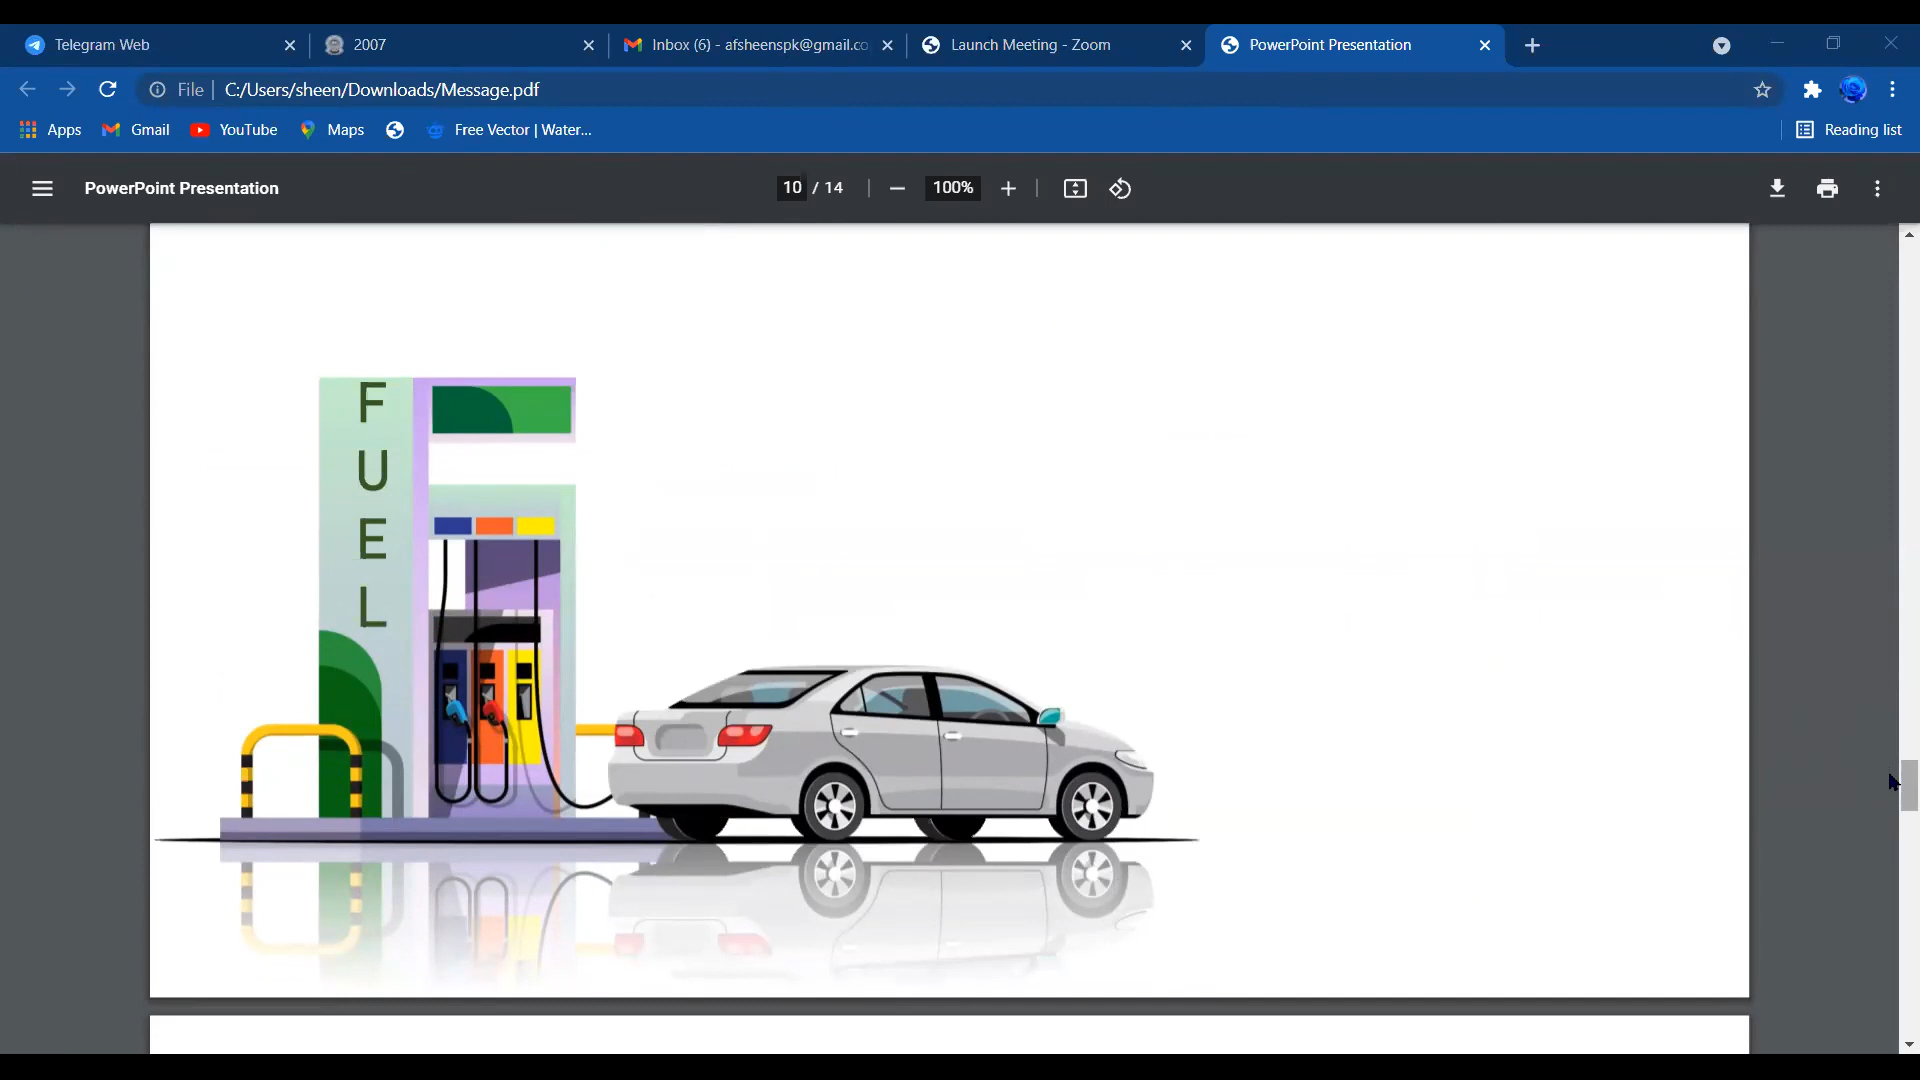 Telegram Web
2007
Inbox (6) - afsheenspk@gmail.co
Launch Meeting - Zoom
PowerPoint Presentation
File
C:/Users/sheen/Downloads/Message.pdf
Apps
Gmail
YouTube
Maps
Free Vector | Water...
Reading list
PowerPoint Presentation
10 / 14
100%
F
U
E
L